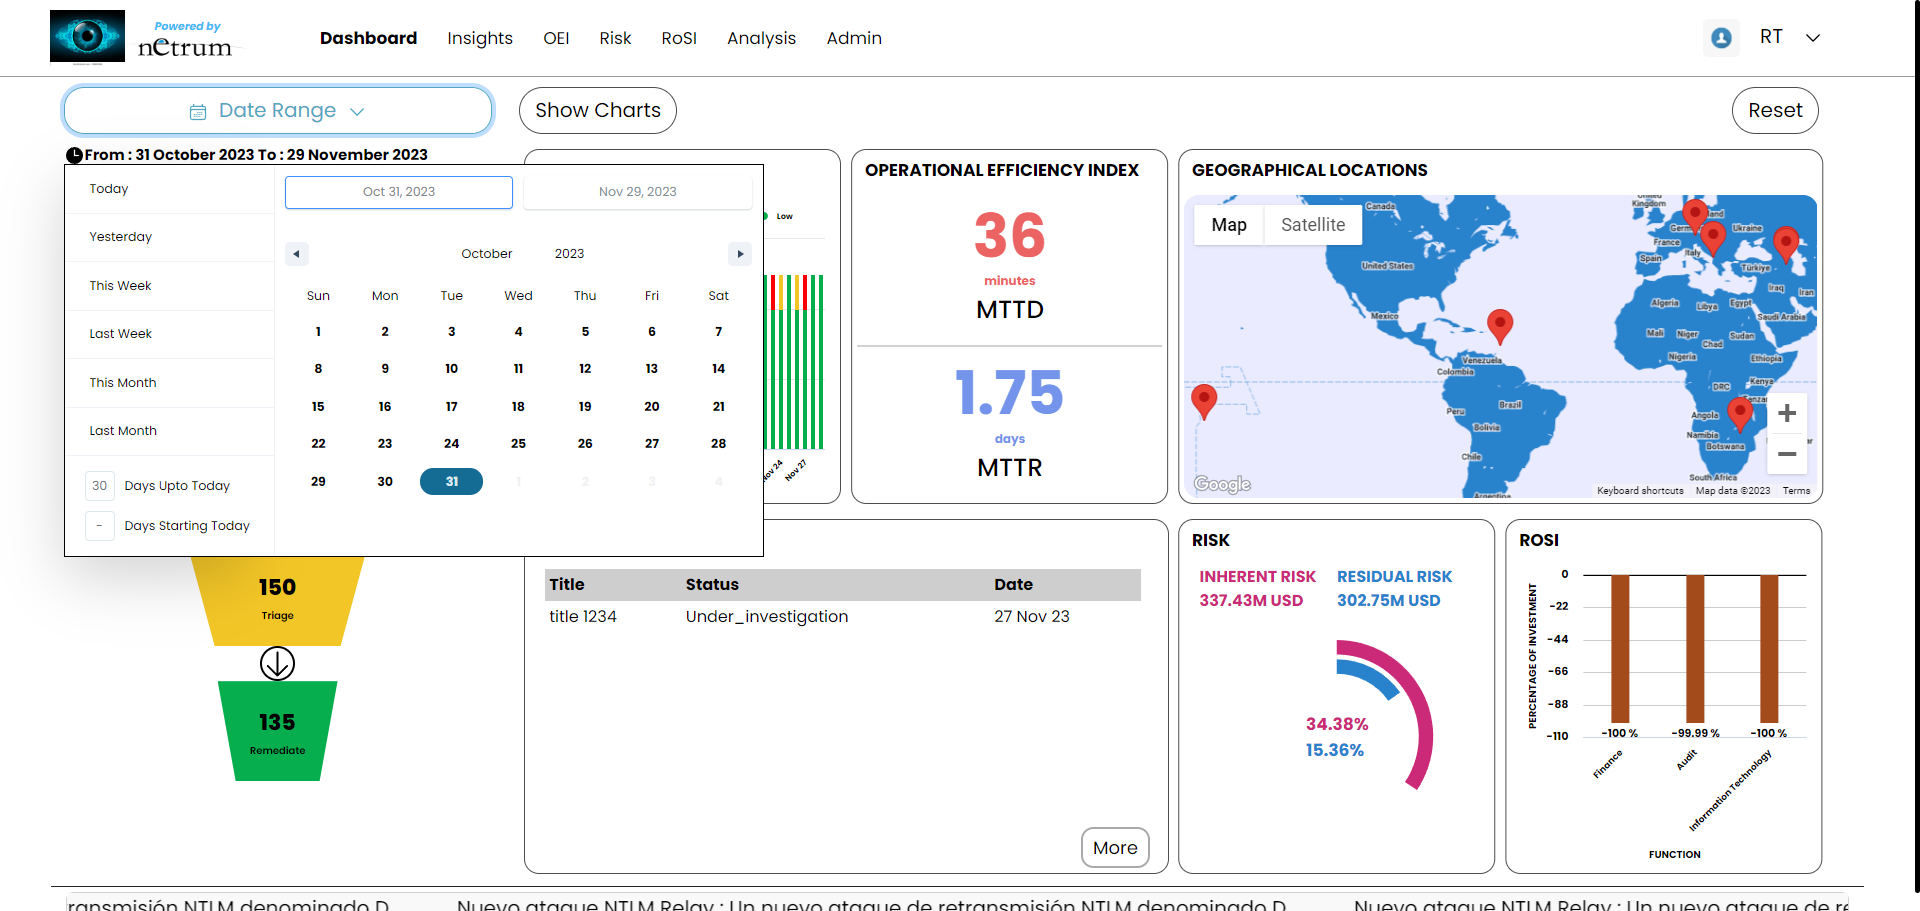 Powered by
netrum
Dashboard Insights OEI Risk RoSI Analysis Admin
RT
Date Range
Show Charts
Reset
From : 31 October 2023 To : 29 November 2023
Today
Yesterday
This Week
Last Week
This Month
Last Month
30 Days Upto Today
- Days Starting Today
Oct 31, 2023 Nov 29, 2023
October 2023
Sun Mon Tue Wed Thu Fri Sat
1 2 3 4 5 6 7
8 9 10 11 12 13 14
15 16 17 18 19 20 21
22 23 24 25 26 27 28
29 30 31 1 2 3 4
Low
Nov 24 Nov 27
OPERATIONAL EFFICIENCY INDEX
36
minutes
MTTD
1.75
days
MTTR
GEOGRAPHICAL LOCATIONS
Map Satellite
Canada
United States
Mexico
Venezuela
Colombia
Peru
Brazil
Bolivia
Chile
Argentina
Kingdom
Ukraine
France
Spain
Italy
Türkiye
Iraq
Iran
Algeria
Libya
Egypt
Saudi Arabia
Mali
Niger
Chad
Sudan
Nigeria
Ethiopia
DRC
Kenya
Angola
Namibia
Botswana
South Africa
+
−
Google
Keyboard shortcuts Map data ©2023 Terms
150
Triage
135
Remediate
Title Status Date
title 1234 Under_investigation 27 Nov 23
More
RISK
INHERENT RISK RESIDUAL RISK
337.43M USD 302.75M USD
34.38%
15.36%
ROSI
PERCENTAGE OF INVESTMENT
0
-22
-44
-66
-88
-110
-100 % -99.99 % -100 %
Finance Audit Information Technology
FUNCTION
ransmisión NTLM denominado D Nuevo ataque NTLM Relay : Un nuevo ataque de retransmisión NTLM denominado D Nuevo ataque NTLM Relay : Un nuevo ataque de re